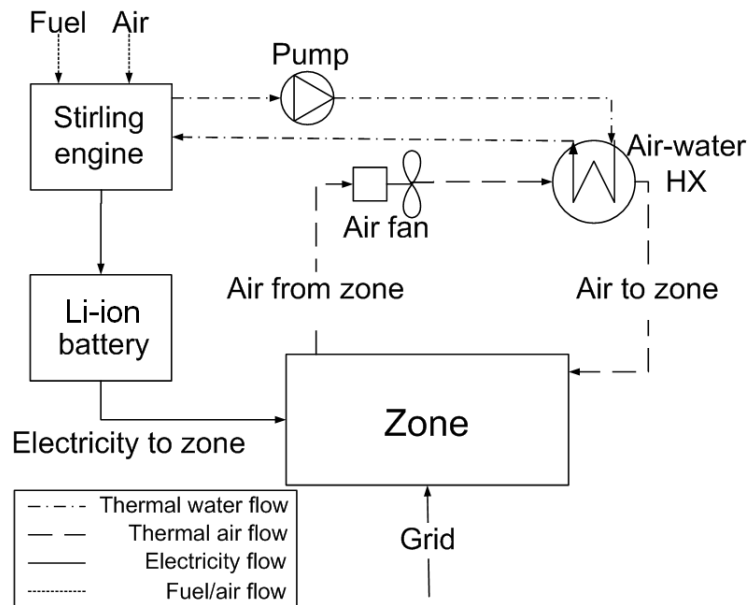 Fuel Air
Pump
Stirling
engine
Air-water
HX
Air fan
Air from zone
Air to zone
Li-ion
battery
Zone
Electricity to zone
Grid
Thermal water flow
Thermal air flow
Electricity flow
Fuel/air flow